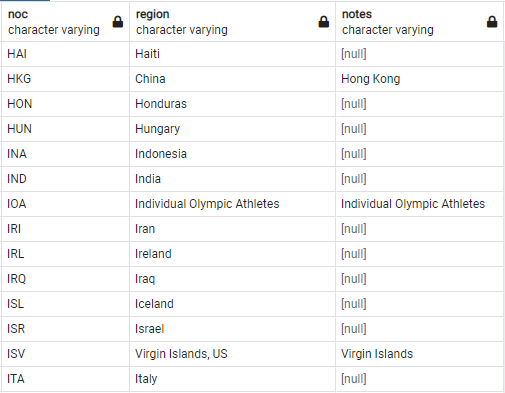 noc region notes
character varying character varying character varying
HAI Haiti [null]
HKG China Hong Kong
HON Honduras [null]
HUN Hungary [null]
INA Indonesia [null]
IND India [null]
IOA Individual Olympic Athletes Individual Olympic Athletes
IRI Iran [null]
IRL Ireland [null]
IRQ Iraq [null]
ISL Iceland [null]
ISR Israel [null]
ISV Virgin Islands, US Virgin Islands
ITA Italy [null]